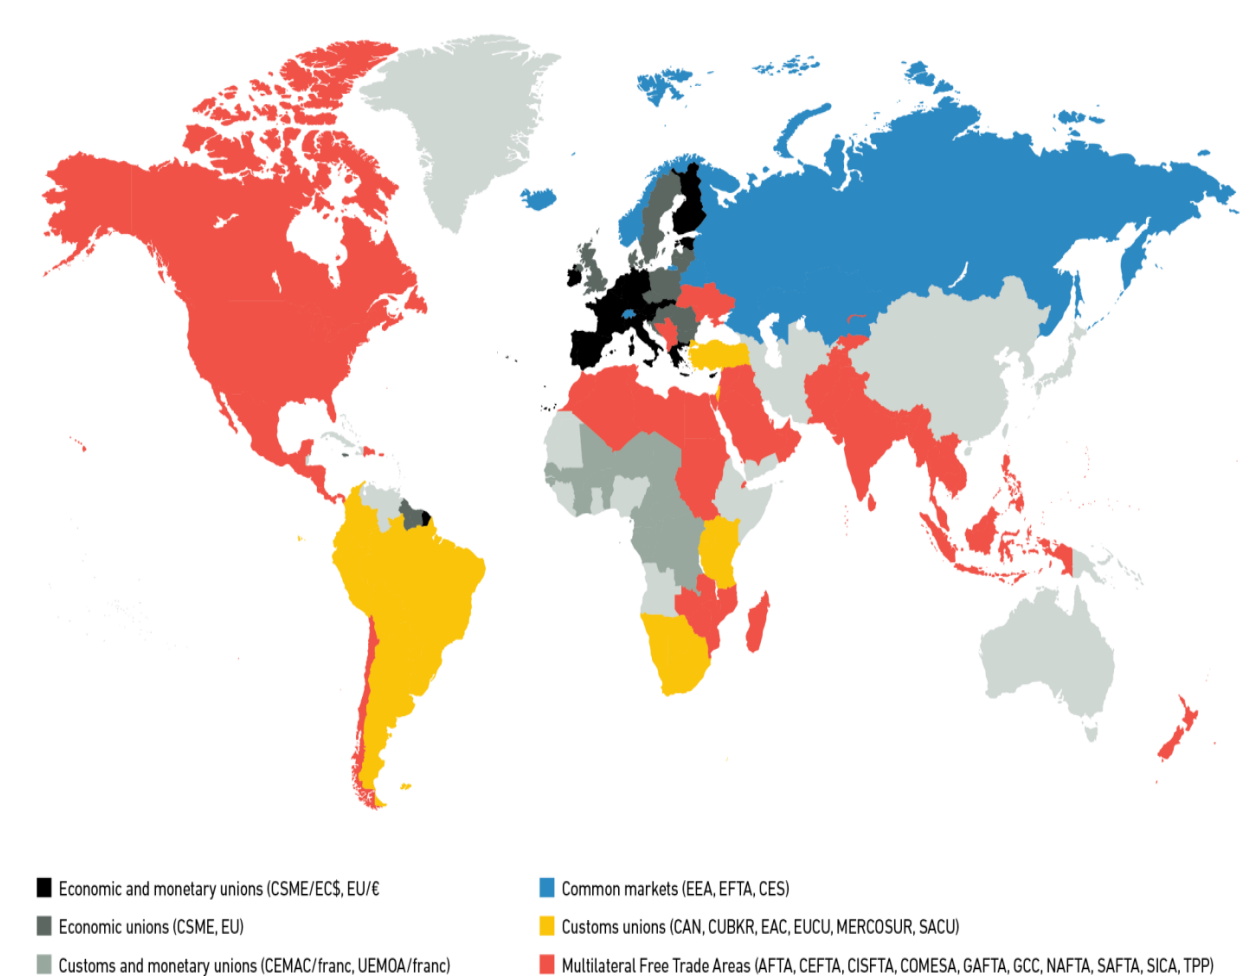 Economic and monetary unions (CSME/EC$, EU/€
Economic unions (CSME, EU)
Customs and monetary unions (CEMAC/franc, UEMOA/franc)
Common markets (EEA, EFTA, CES)
Customs unions (CAN, CUBKR, EAC, EUCU, MERCOSUR, SACU)
Multilateral Free Trade Areas (AFTA, CEFTA, CISFTA, COMESA, GAFTA, GCC, NAFTA, SAFTA, SICA, TPP)